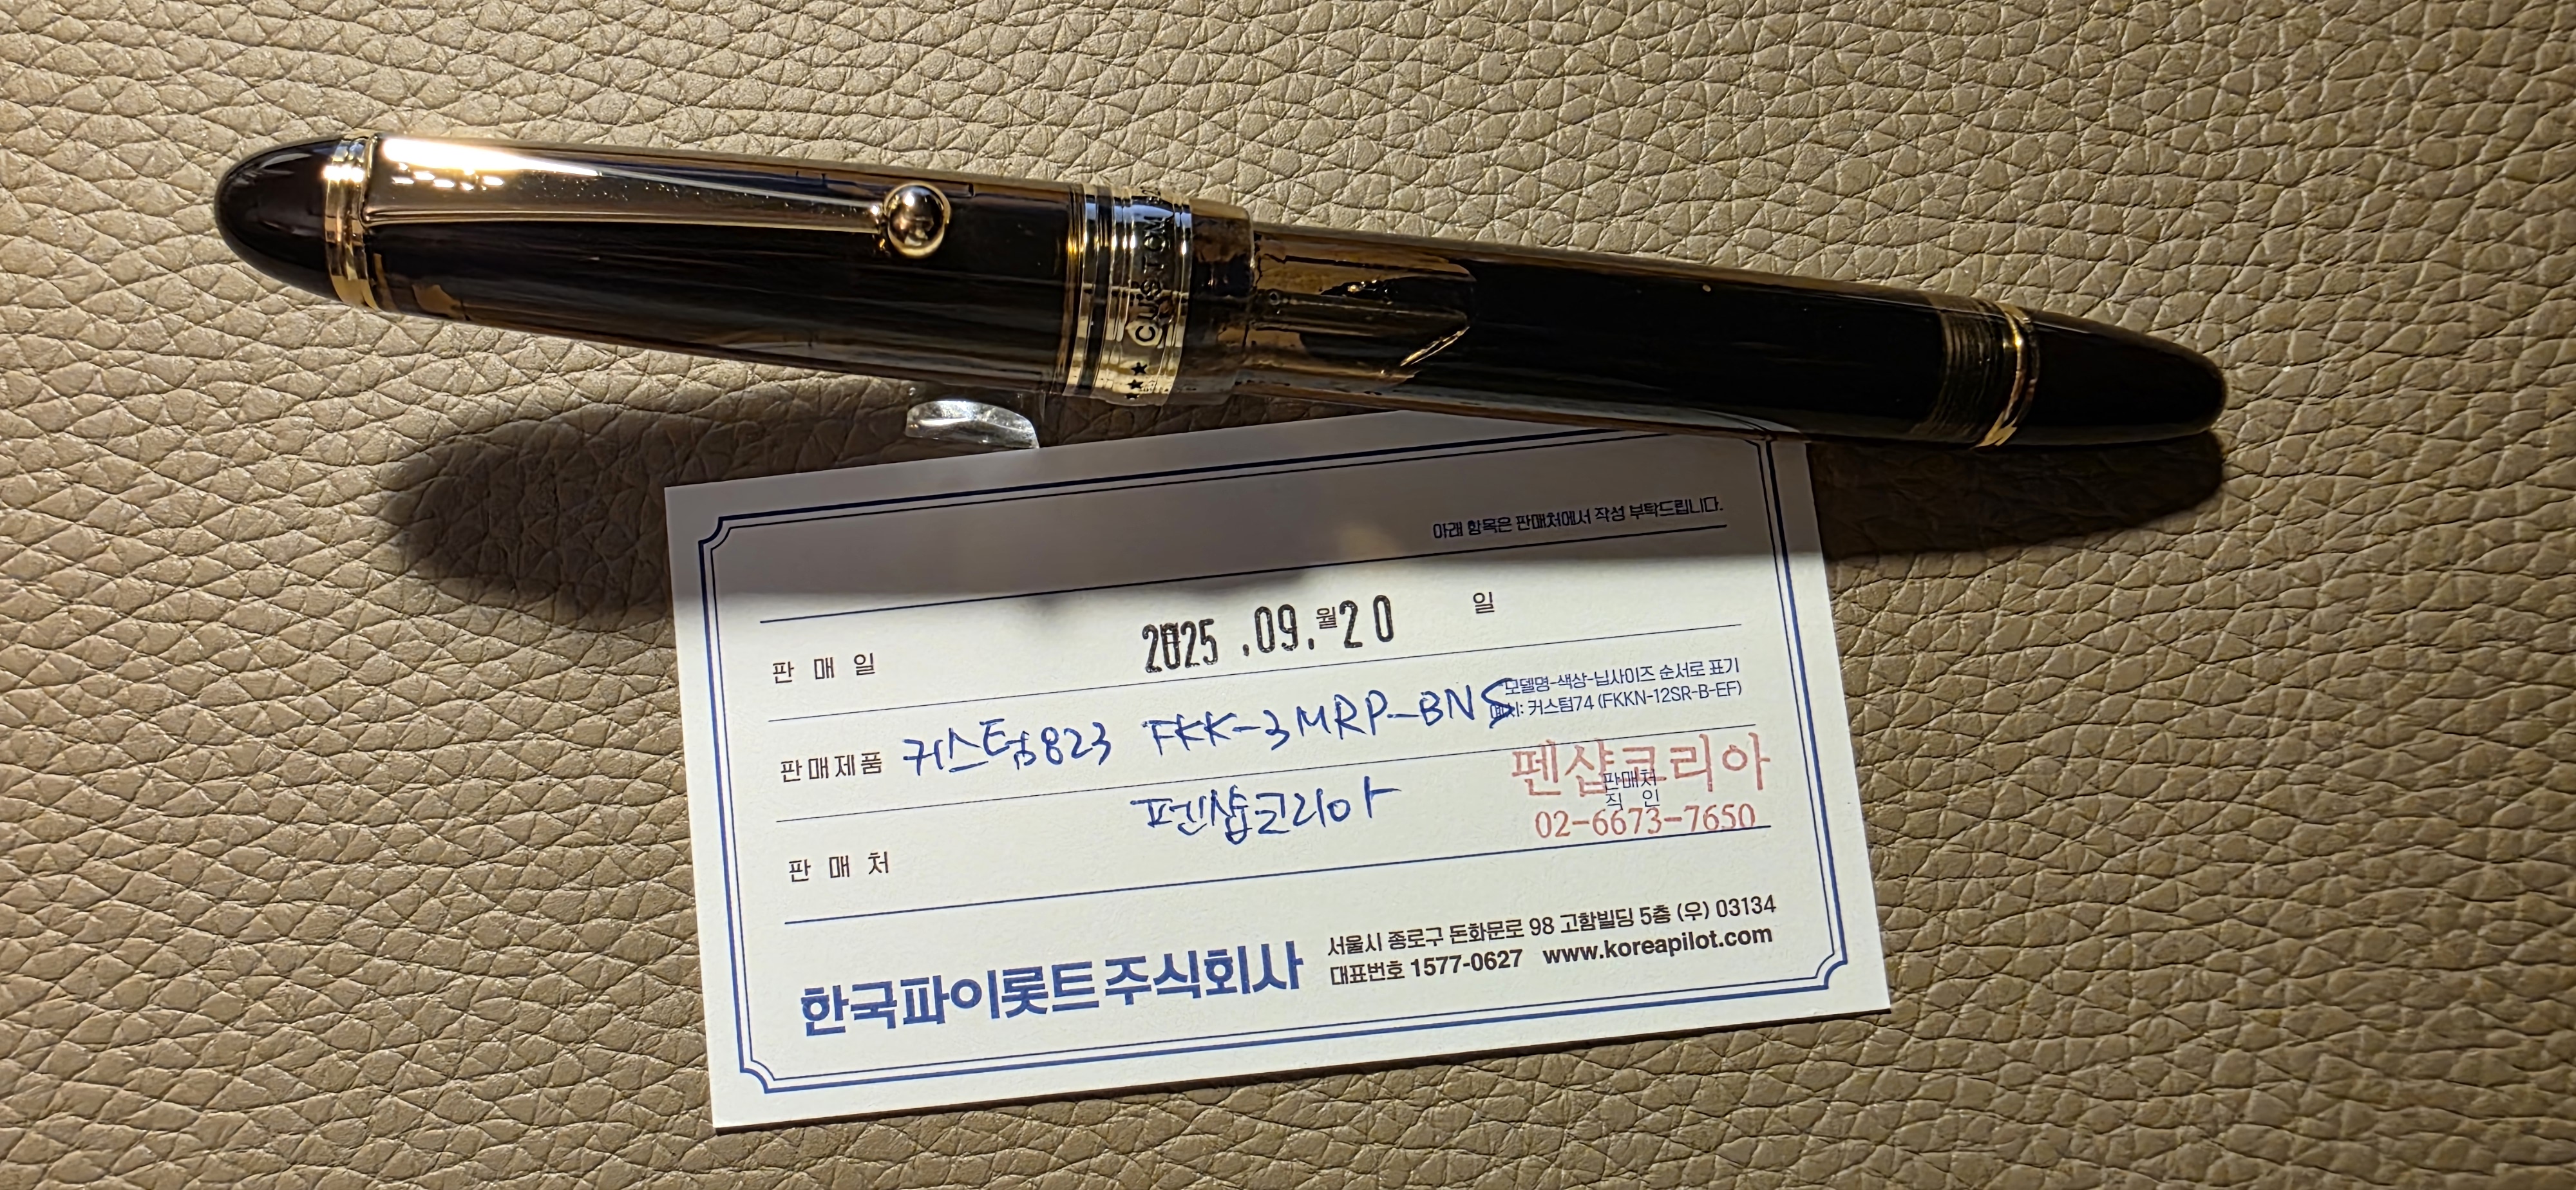 ★★★ CUSTOM
아래 항목은 판매처에서 작성 부탁드립니다.
판 매 일 2025 .09. 월 20 일
모델명-색상-닙사이즈 순서로 표기
판매제품 커스텀823 FKK-3MRP-BNS
예시: 커스텀74 (FKKN-12SR-B-EF)
판 매 처 펜샵코리아
펜샵코리아
판매처
직 인
02-6673-7650
한국파이롯트주식회사
서울시 종로구 돈화문로 98 고함빌딩 5층 (우) 03134
대표번호 1577-0627 www.koreapilot.com